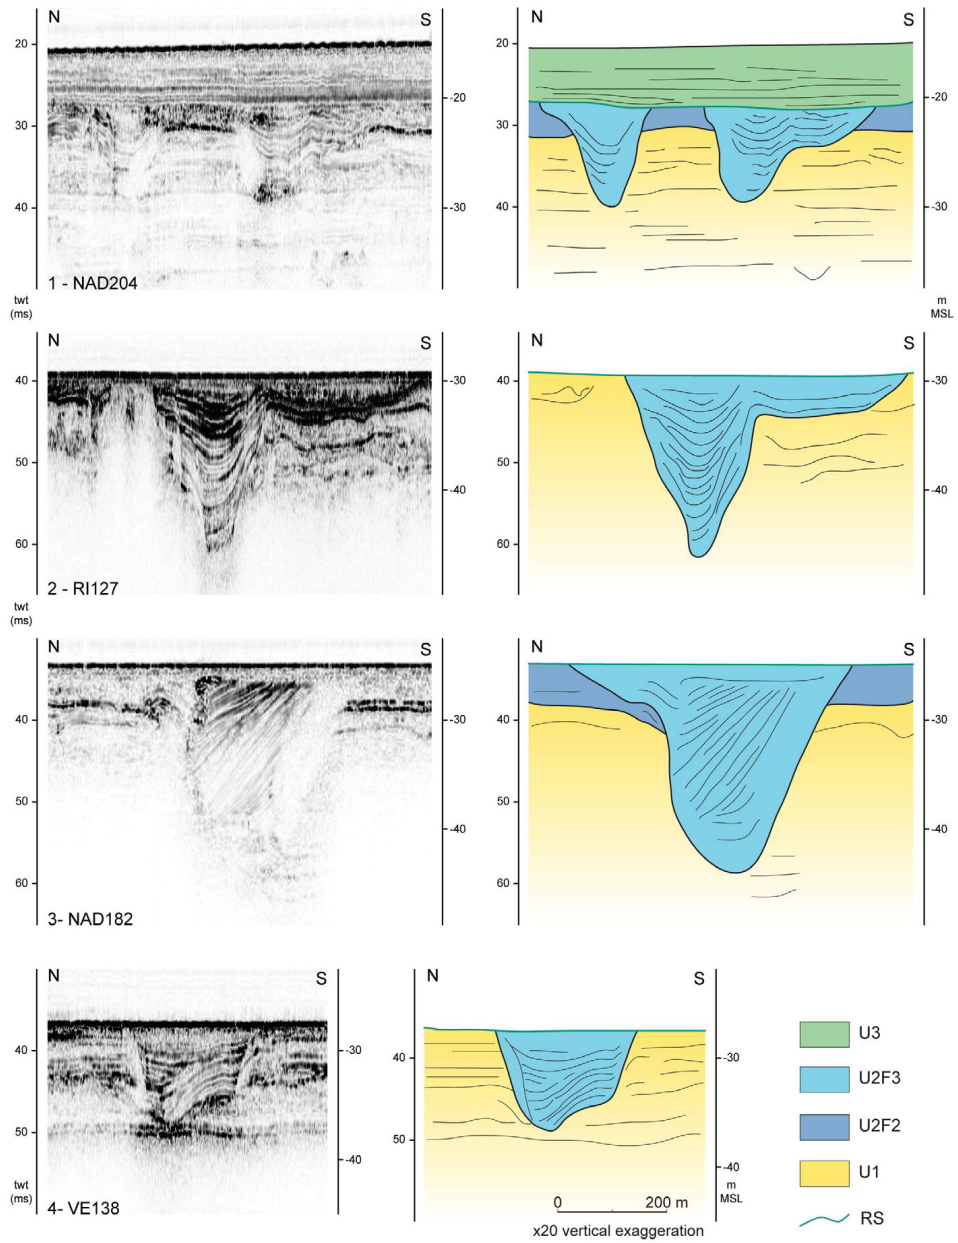 N S N S
20 20
-20 -20
30 30
40 -30 40 -30
1 - NAD204
twt
(ms)
m
MSL
N S N S
40 -30 40 -30
50 50
-40 -40
60 60
2 - RI127
twt
(ms)
N S N S
40 -30 40 -30
50 50
-40 -40
60 60
3- NAD182
N S N S
40 -30 40 -30
50 50
-40 -40
twt
(ms)
m
MSL
4- VE138
0 200 m
x20 vertical exaggeration
U3
U2F3
U2F2
U1
RS